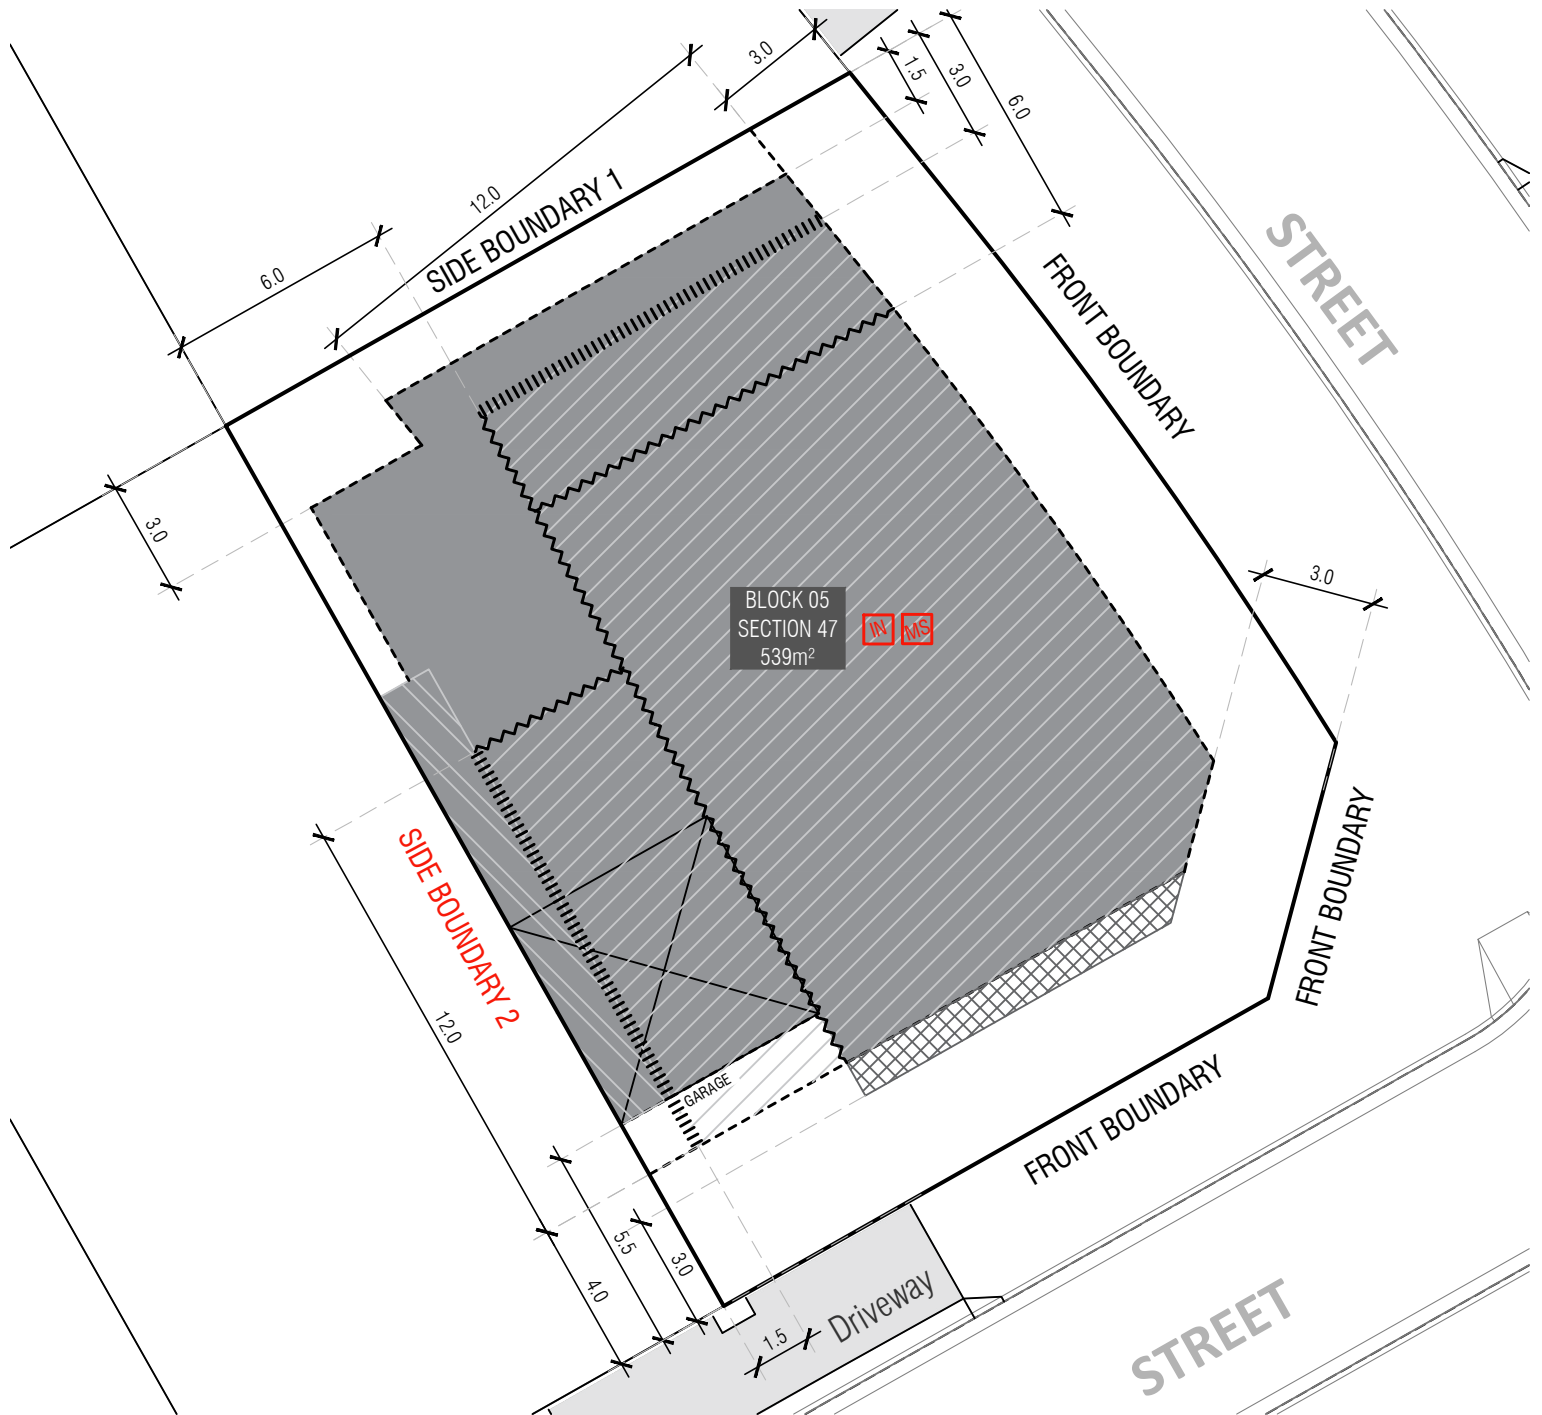 3.0
1.5
3.0
6.0
12.0
SIDE BOUNDARY 1
6.0
STREET
FRONT BOUNDARY
3.0
3.0
BLOCK 05
SECTION 47
539m²
IN
MS
SIDE BOUNDARY 2
FRONT BOUNDARY
12.0
GARAGE
FRONT BOUNDARY
5.5
3.0
4.0
1.5
Driveway
STREET